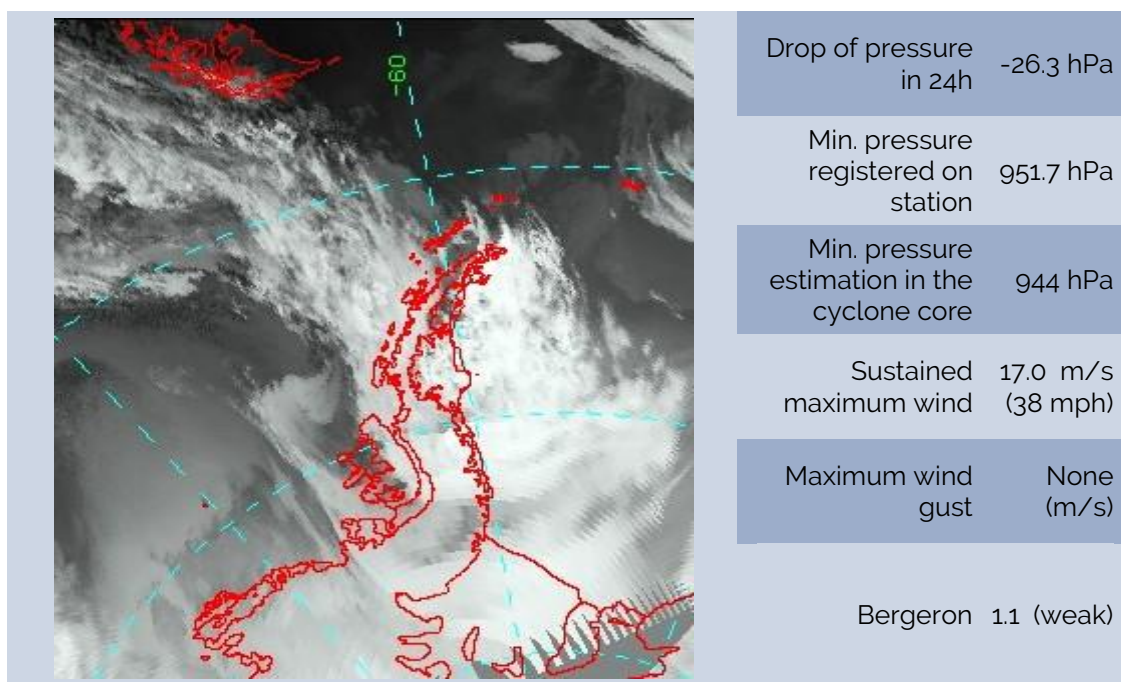 -60
Drop of pressure
in 24h
-26.3 hPa
Min. pressure
registered on
station
951.7 hPa
Min. pressure
estimation in the
cyclone core
944 hPa
Sustained
maximum wind
17.0 m/s
(38 mph)
Maximum wind
gust
None
(m/s)
Bergeron
1.1 (weak)